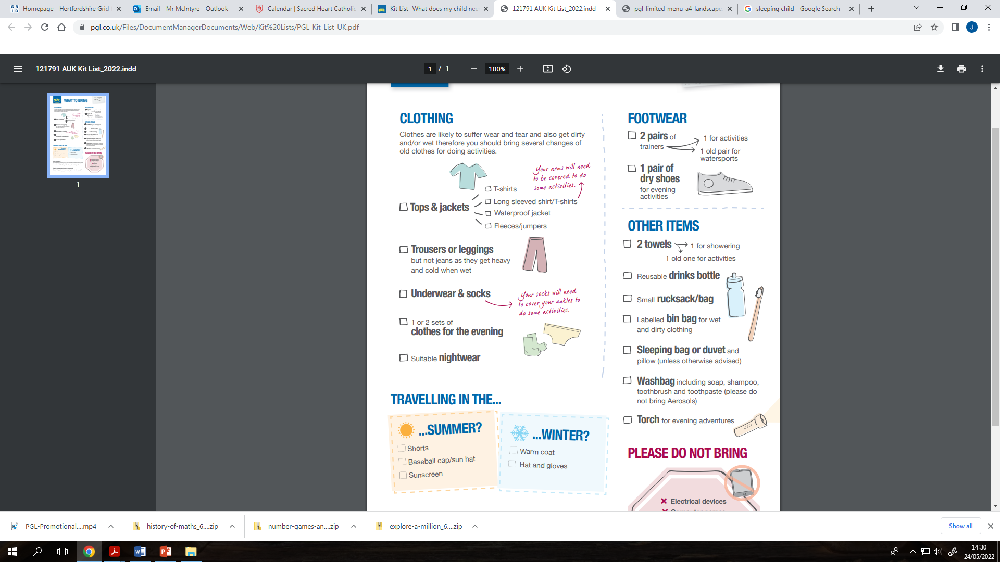 Homepage - Hertfordshire Grid f
Email - Mr McIntyre - Outlook
Calendar | Sacred Heart Catholic
Kit List -What does my child nee
121791 AUK Kit List_2022.indd
pgl-limited-menu-a4-landscape
sleeping child - Google Search
pgl.co.uk/Files/DocumentManagerDocuments/Web/Kit%20Lists/PGL-Kit-List-UK.pdf
J
121791 AUK Kit List_2022.indd
1 / 1
100%
PGL WHAT TO BRING
1
CLOTHING
Clothes are likely to suffer wear and tear and also get dirty
and/or wet therefore you should bring several changes of
old clothes for doing activities.
Your arms will need
to be covered to do
some activities.
Tops & jackets
T-shirts
Long sleeved shirt/T-shirts
Waterproof jacket
Fleeces/jumpers
Trousers or leggings
but not jeans as they get heavy
and cold when wet
Underwear & socks
Your socks will need
to cover your ankles to
do some activities.
1 or 2 sets of
clothes for the evening
Suitable nightwear
TRAVELLING IN THE...
...SUMMER?
Shorts
Baseball cap/sun hat
Sunscreen
...WINTER?
Warm coat
Hat and gloves
FOOTWEAR
2 pairs of
trainers
1 for activities
1 old pair for
watersports
1 pair of
dry shoes
for evening
activities
OTHER ITEMS
2 towels
1 for showering
1 old one for activities
Reusable drinks bottle
Small rucksack/bag
Labelled bin bag for wet
and dirty clothing
Sleeping bag or duvet and
pillow (unless otherwise advised)
Washbag including soap, shampoo,
toothbrush and toothpaste (please do
not bring Aerosols)
Torch for evening adventures
PLEASE DO NOT BRING
Electrical devices
PGL-Promotional....mp4
history-of-maths_6....zip
number-games-an....zip
explore-a-million_6....zip
Show all
14:30
24/05/2022